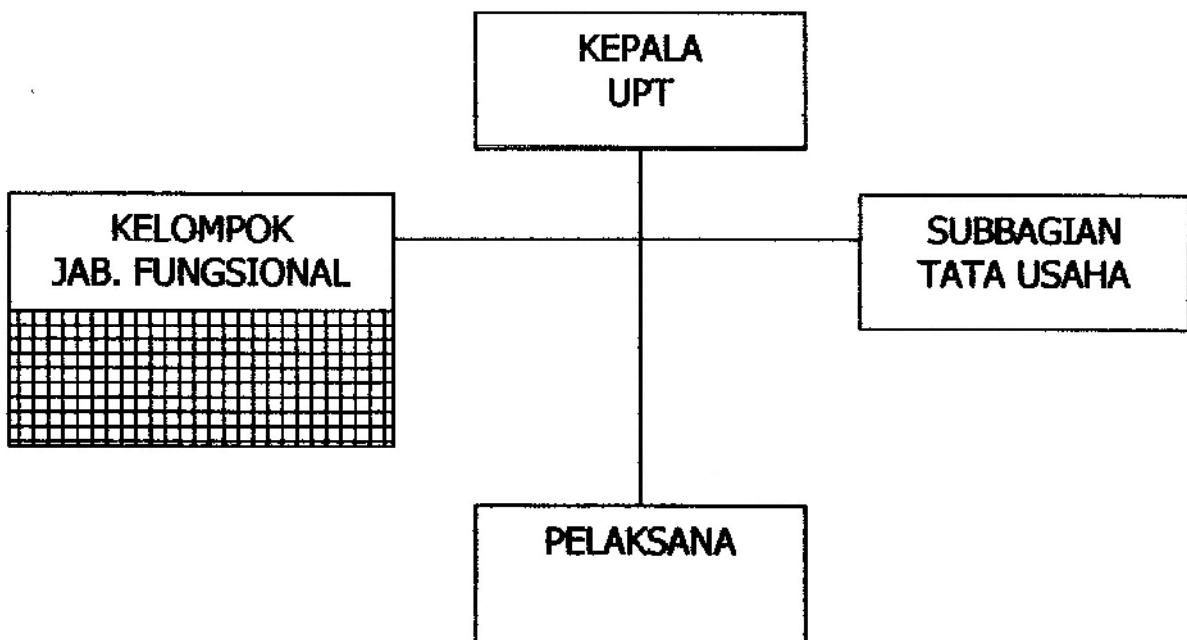 KEPALA
UPT
KELOMPOK
JAB. FUNGSIONAL
SUBBAGIAN
TATA USAHA
PELAKSANA